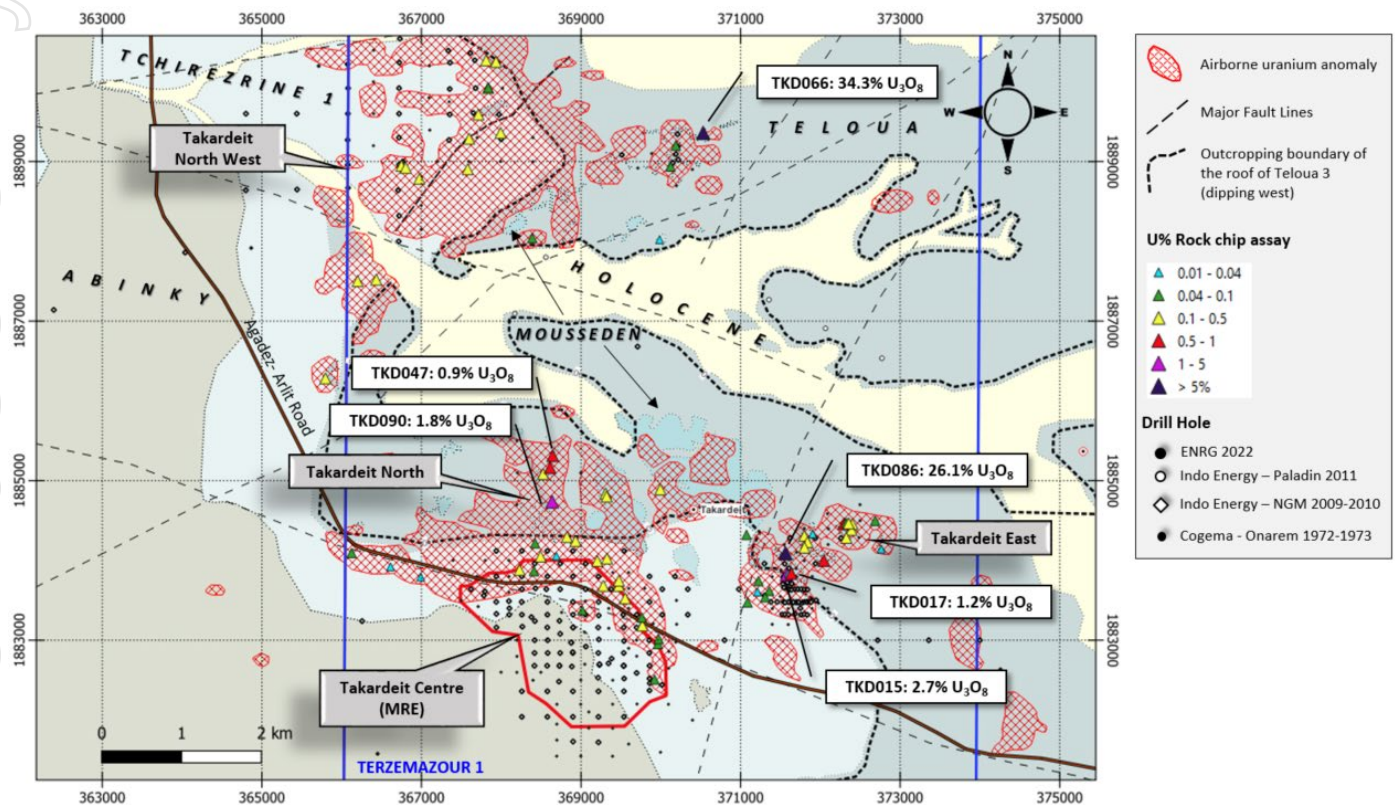 363000 365000 367000 369000 371000 373000 375000
TCHIREZRINE 1
TKD066: 34.3% U₃O₈
N
W E
S
TELOUA
Takardeit
North West
1889000
1889000
ABINKY
HOLOCENE
1887000
1887000
MOUSSEDEN
Agadez- Arlit Road
TKD047: 0.9% U₃O₈
TKD090: 1.8% U₃O₈
Takardeit North
TKD086: 26.1% U₃O₈
1885000
1885000
Takardeit East
TKD017: 1.2% U₃O₈
1883000
1883000
Takardeit Centre
(MRE)
TKD015: 2.7% U₃O₈
0 1 2 km
TERZEMAZOUR 1
363000 365000 367000 369000 371000 373000 375000
Airborne uranium anomaly
Major Fault Lines
Outcropping boundary of
the roof of Teloua 3
(dipping west)
U% Rock chip assay
0.01 - 0.04
0.04 - 0.1
0.1 - 0.5
0.5 - 1
1 - 5
> 5%
Drill Hole
ENRG 2022
Indo Energy – Paladin 2011
Indo Energy – NGM 2009-2010
Cogema - Onarem 1972-1973